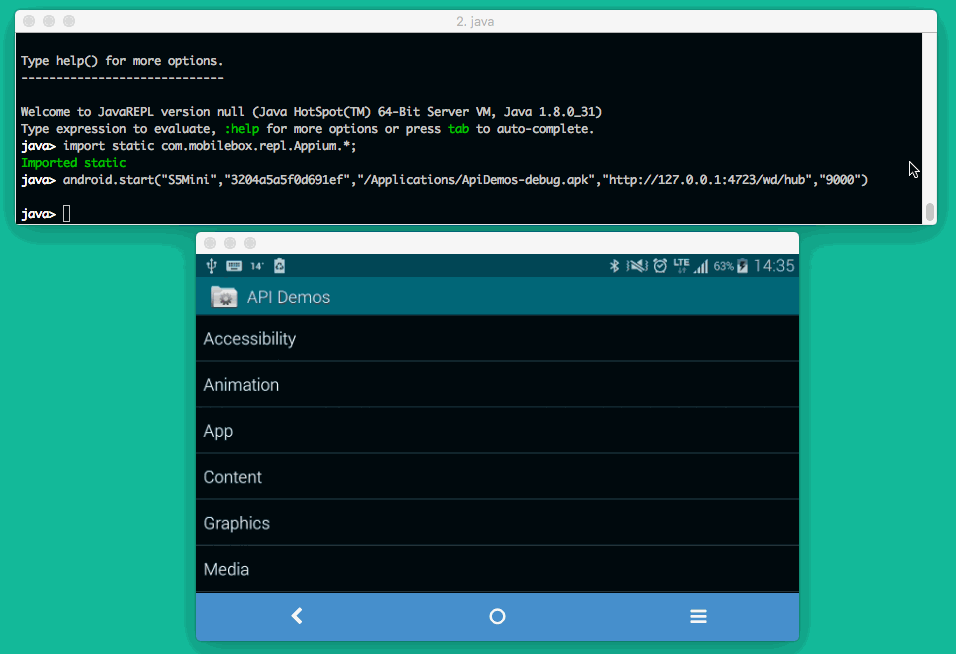 2. java
Type help() for more options.
-----------------------------
Welcome to JavaREPL version null (Java HotSpot(TM) 64-Bit Server VM, Java 1.8.0_31)
Type expression to evaluate, :help for more options or press tab to auto-complete.
java> import static com.mobilebox.repl.Appium.*;
Imported static
java> android.start("S5Mini","3204a5a5f0d691ef","/Applications/ApiDemos-debug.apk","http://127.0.0.1:4723/wd/hub","9000")
java>
14° LTE 63% 14:35
API Demos
Accessibility
Animation
App
Content
Graphics
Media